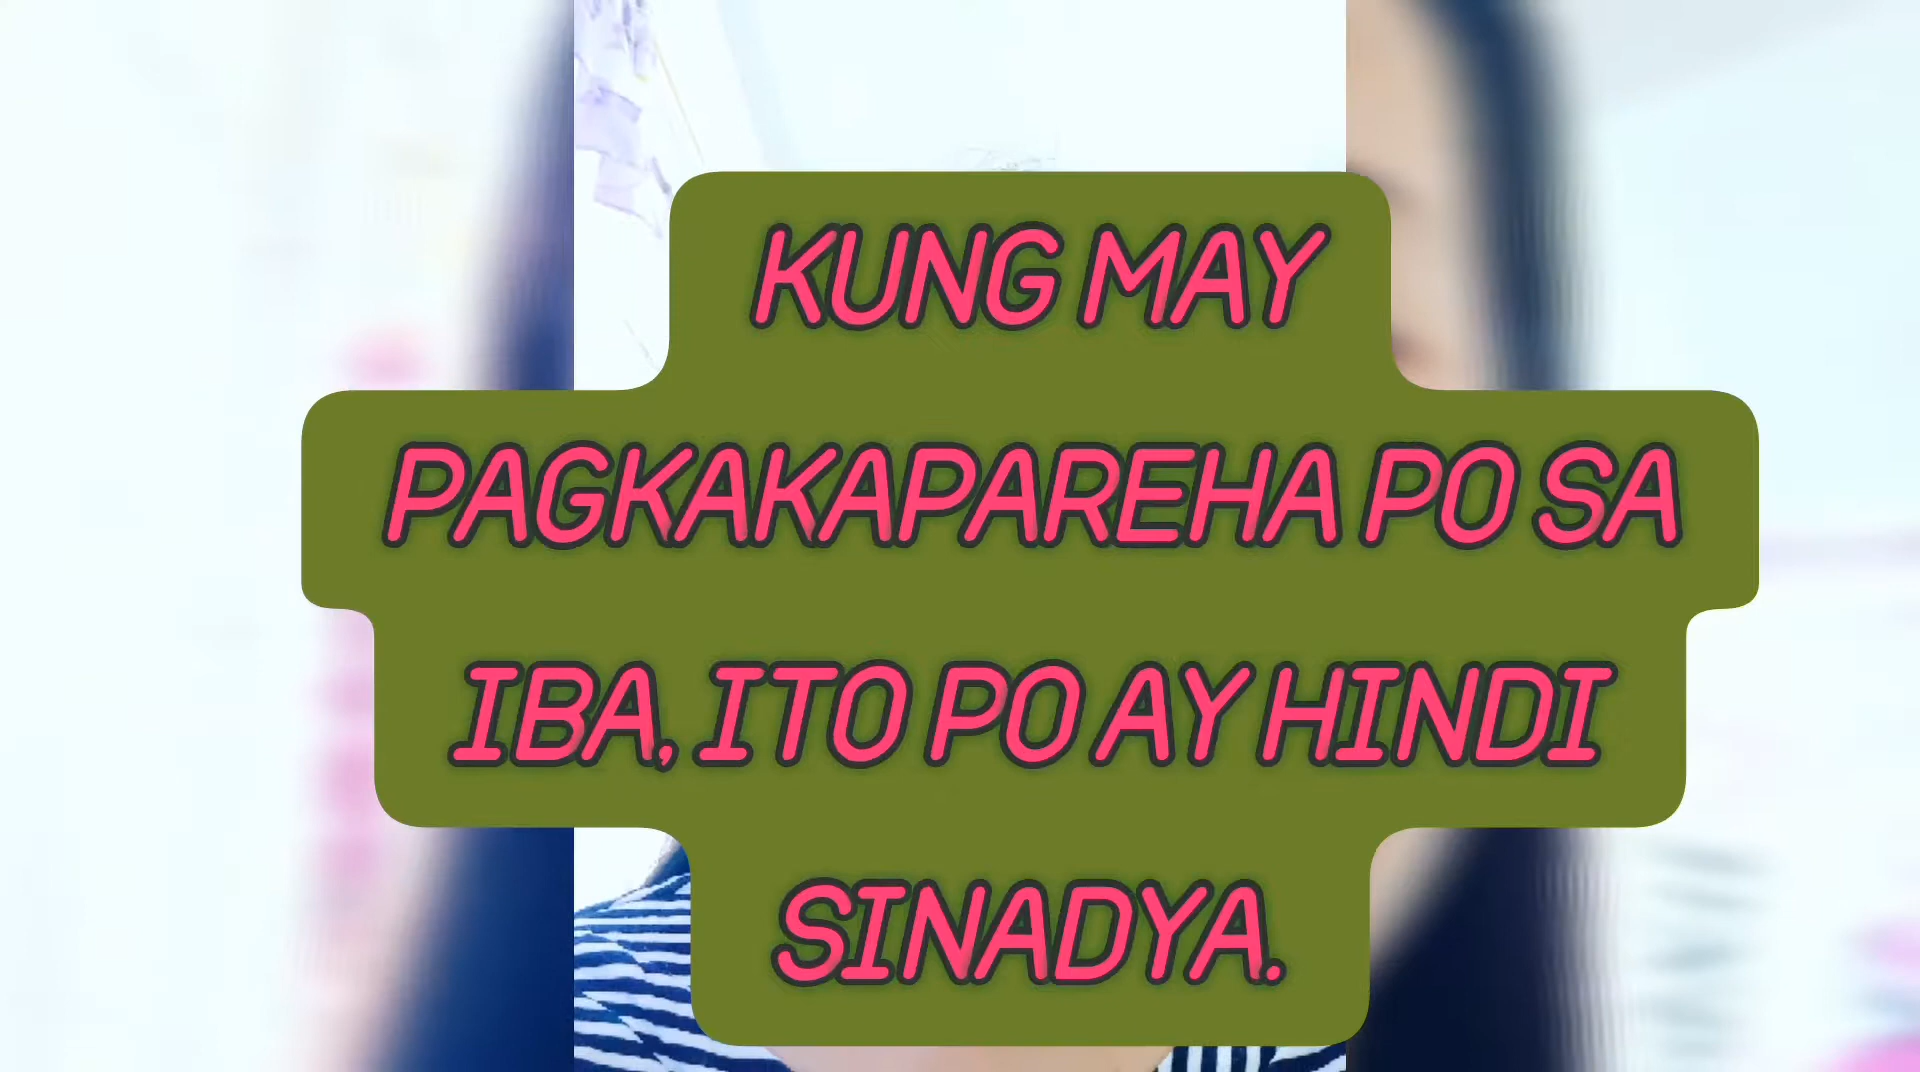 KUNG MAY
PAGKAKAPAREHA PO SA
IBA, ITO PO AY HINDI
SINADYA.